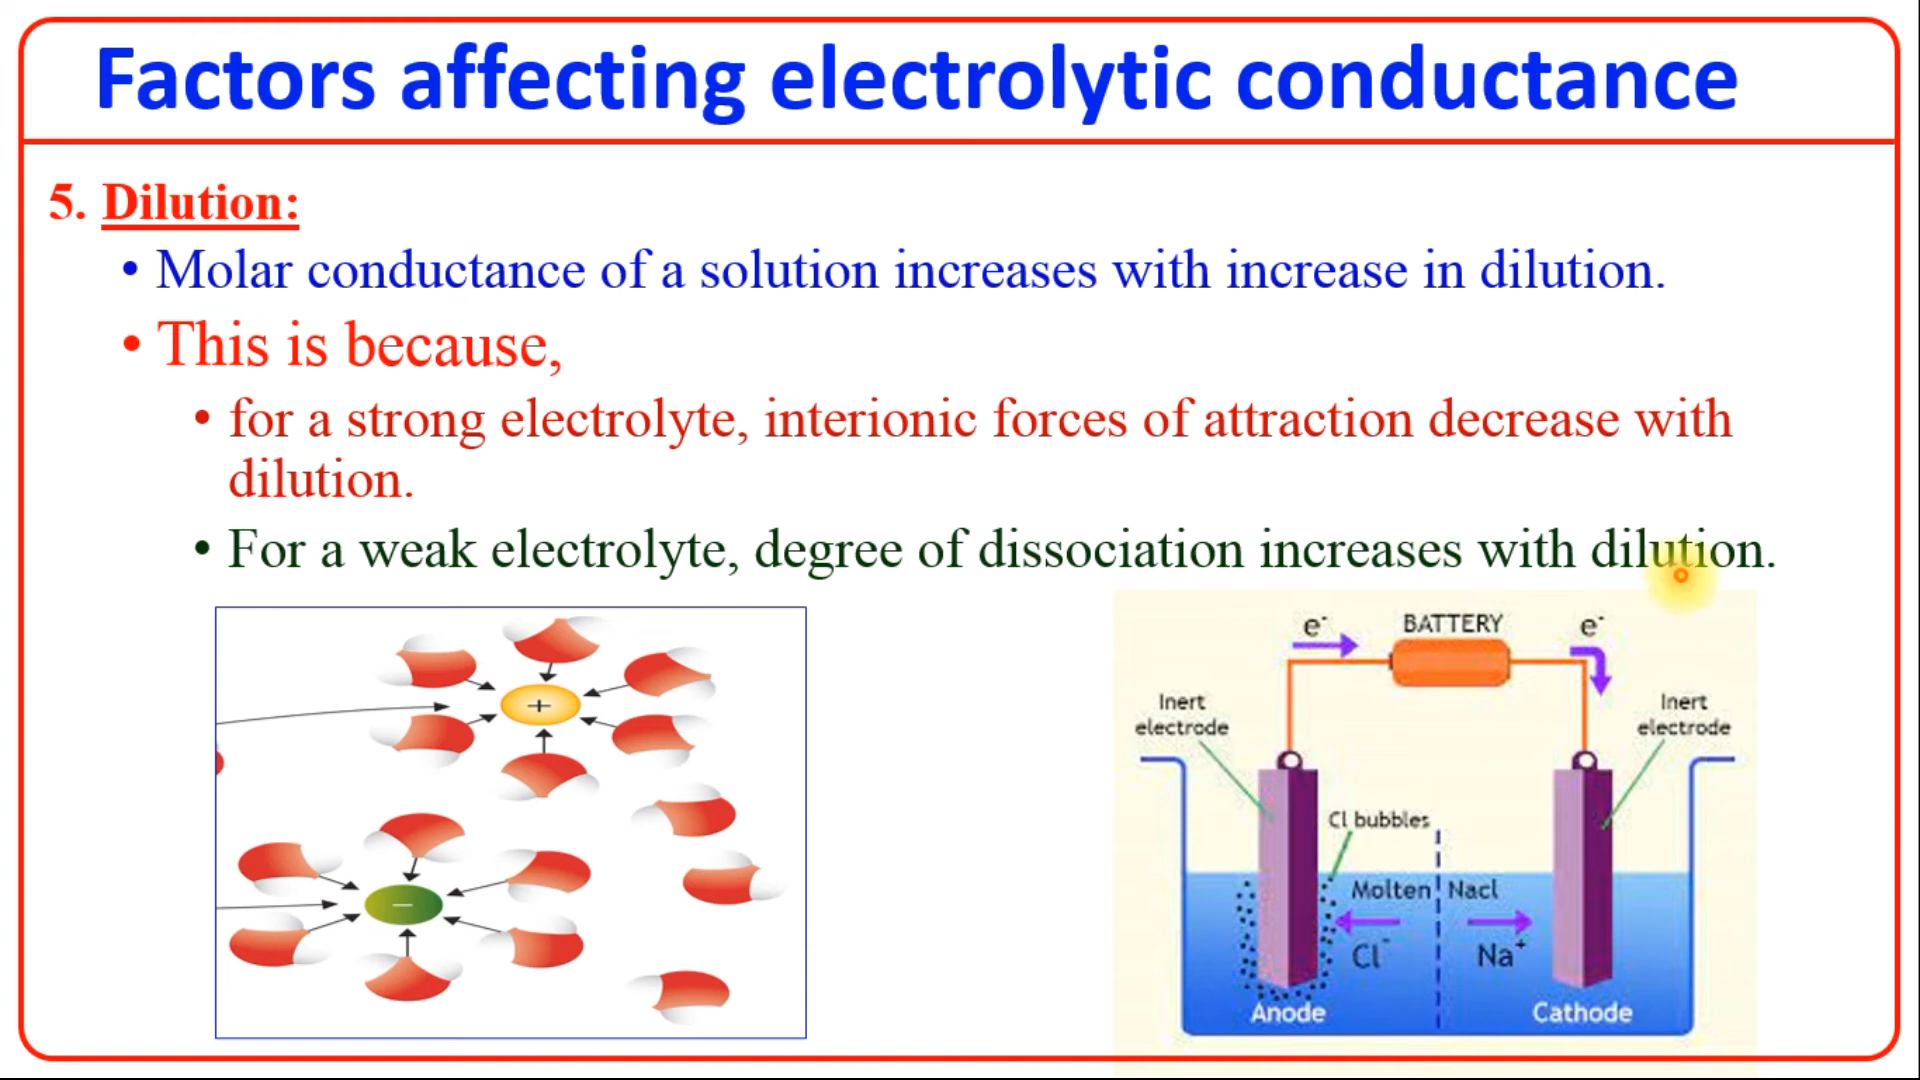 Factors affecting electrolytic conductance
5. Dilution:
• Molar conductance of a solution increases with increase in dilution.
• This is because,
• for a strong electrolyte, interionic forces of attraction decrease with
dilution.
• For a weak electrolyte, degree of dissociation increases with dilution.
+
−
e⁻
BATTERY
e⁻
Inert
electrode
Inert
electrode
Cl bubbles
Molten Nacl
Cl⁻
Na⁺
Anode
Cathode